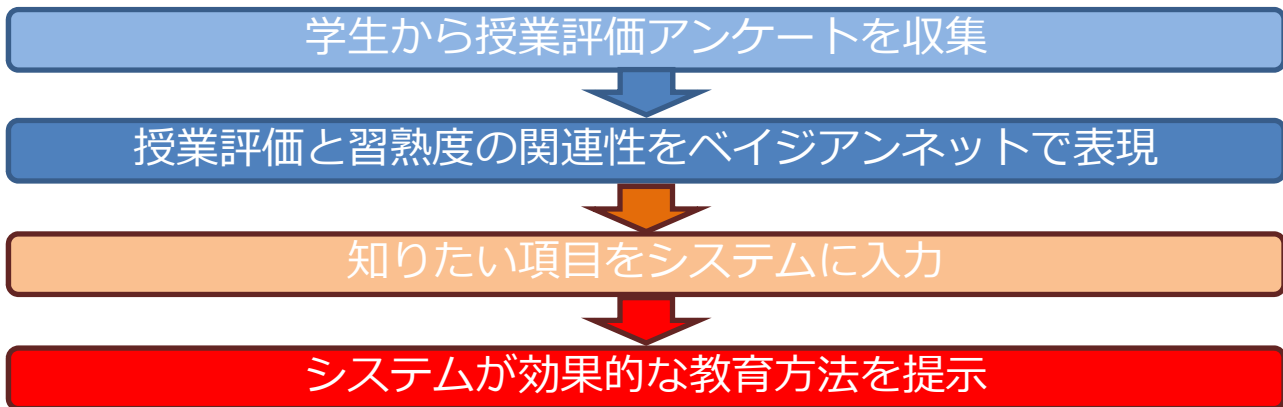 学生から授業評価アンケートを収集
授業評価と習熟度の関連性をベイジアンネットで表現
知りたい項目をシステムに入力
システムが効果的な教育方法を提示